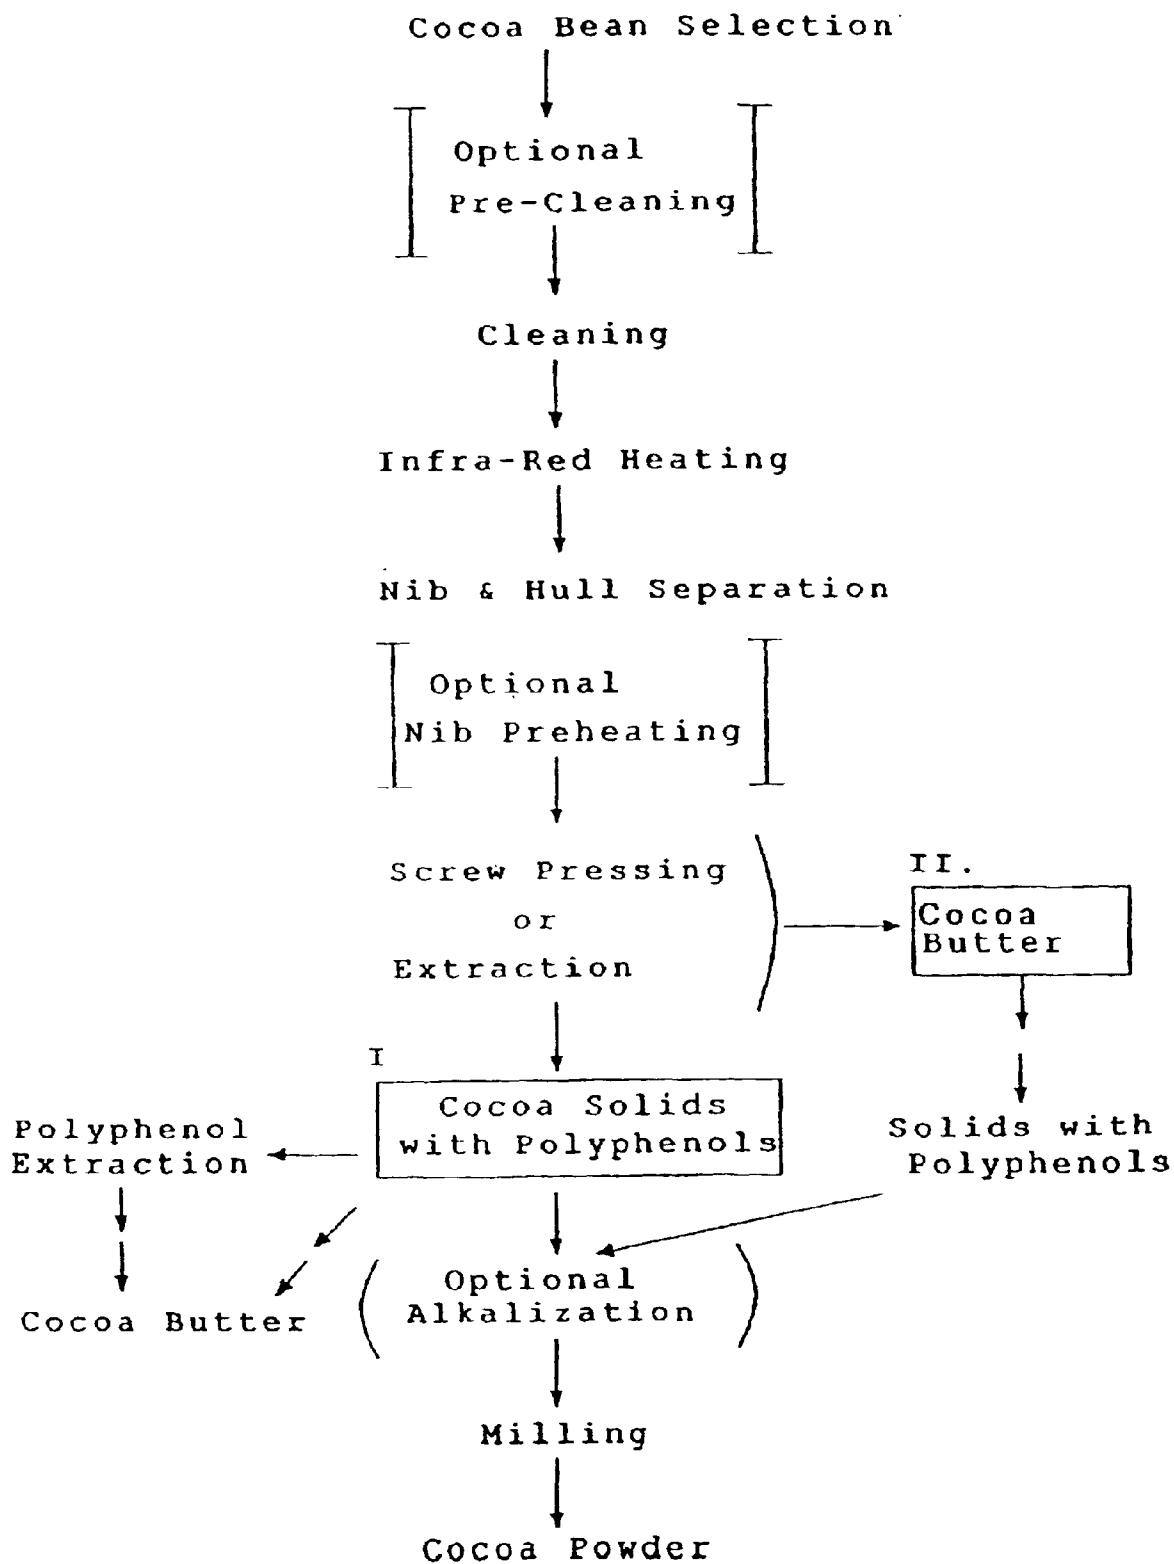 Cocoa Bean Selection
Optional
Pre-Cleaning
Cleaning
Infra-Red Heating
Nib & Hull Separation
Optional
Nib Preheating
Screw Pressing
or
Extraction
II.
Cocoa
Butter
I
Cocoa Solids
with Polyphenols
Polyphenol
Extraction
Solids with
Polyphenols
Cocoa Butter
Optional
Alkalization
Milling
Cocoa Powder